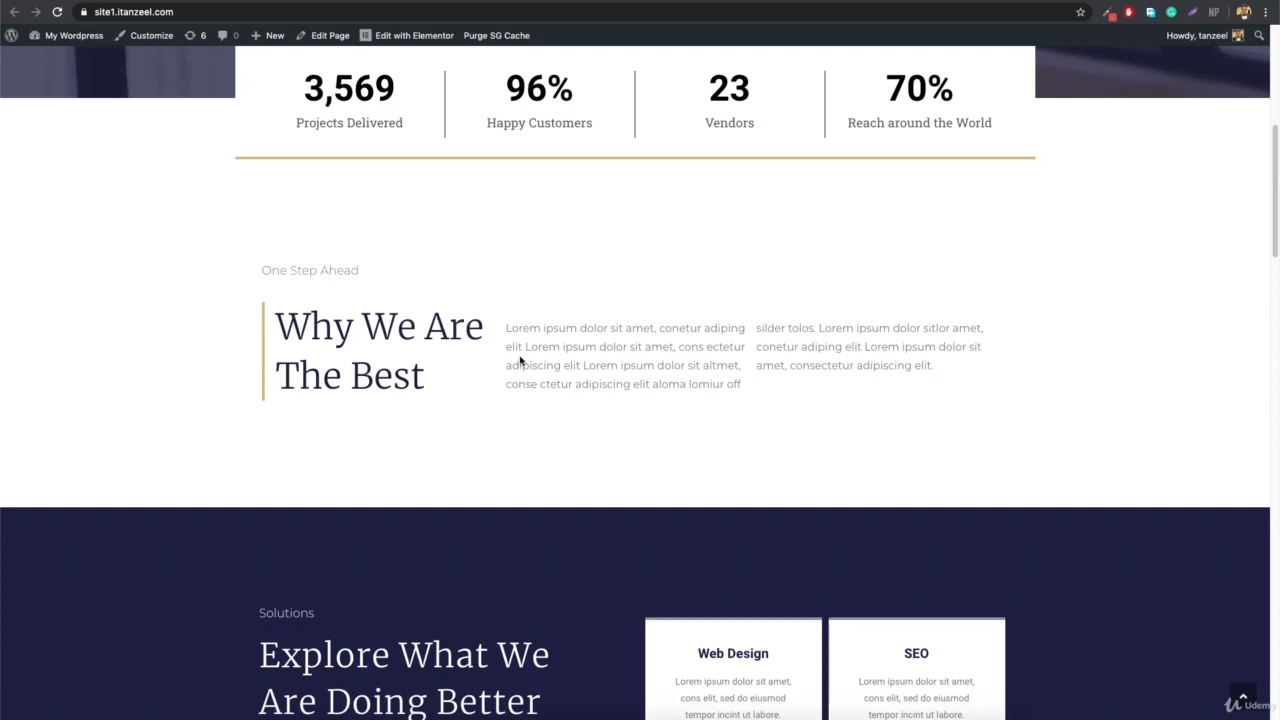 site1.itanzeel.com
My Wordpress
Customize
6
0
New
Edit Page
Edit with Elementor
Purge SG Cache
Howdy, tanzeel
NP
3,569
Projects Delivered
96%
Happy Customers
23
Vendors
70%
Reach around the World
One Step Ahead
Why We Are
The Best
Lorem ipsum dolor sit amet, conetur adiping
elit Lorem ipsum dolor sit amet, cons ectetur
adipiscing elit Lorem ipsum dolor sit altmet,
conse ctetur adipiscing elit aloma lomiur off
silder tolos. Lorem ipsum dolor sitlor amet,
conetur adiping elit Lorem ipsum dolor sit
amet, consectetur adipiscing elit.
Solutions
Explore What We
Are Doing Better
Web Design
Lorem ipsum dolor sit amet,
cons elit, sed do eiusmod
tempor incint ut labore.
SEO
Lorem ipsum dolor sit amet,
cons elit, sed do eiusmod
tempor incint ut labore.
Udemy